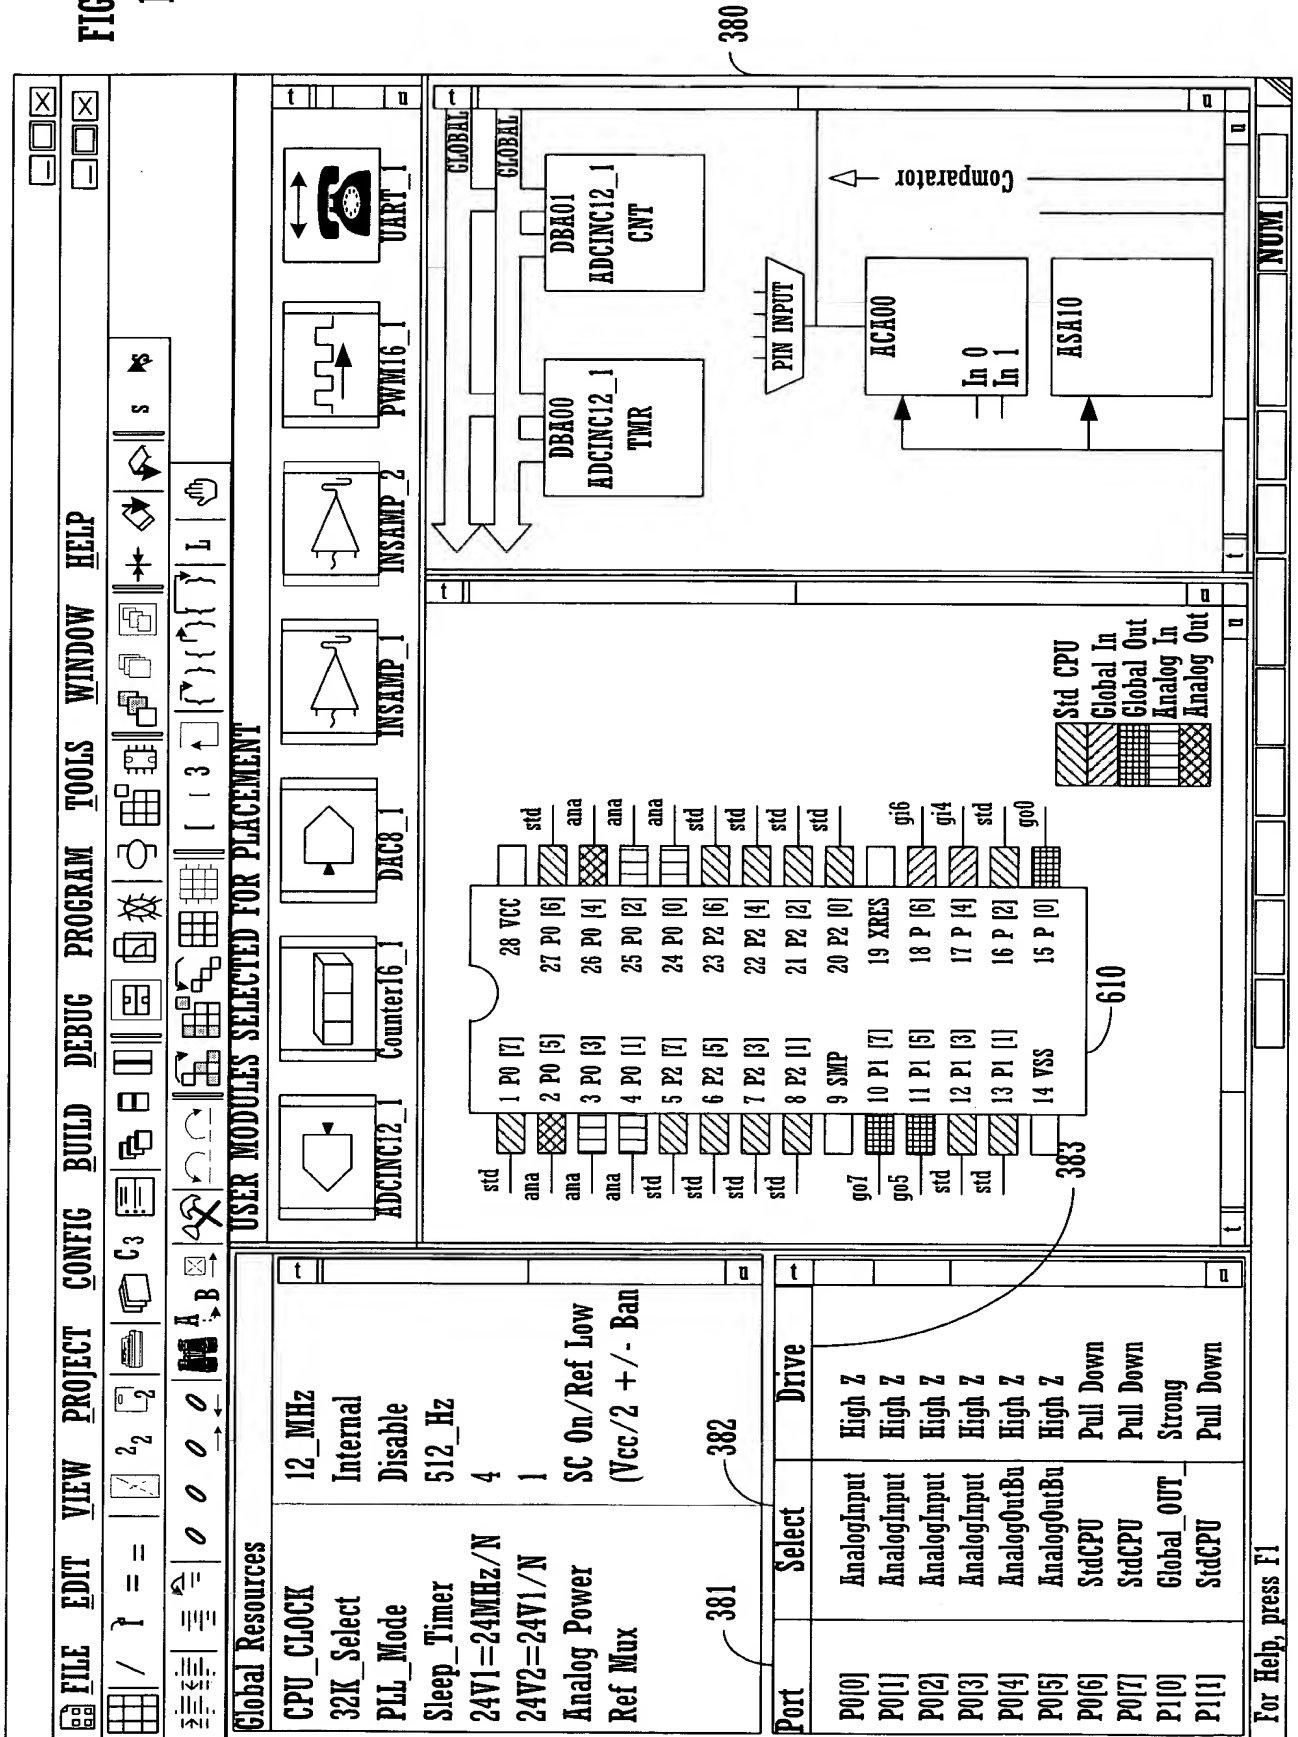 FIG
1
380
FILE EDIT VIEW PROJECT CONFIG BUILD DEBUG PROGRAM TOOLS WINDOW HELP
Global Resources
CPU_CLOCK 12_MHz
32K_Select Internal
PLL_Mode Disable
Sleep_Timer 512_Hz
24V1=24MHz/N 4
24V2=24V1/N 1
Analog Power SC On/Ref Low
Ref Mux (Vcc/2 +/- Ban
381
382
383
Port Select Drive
P0[0] AnalogInput High Z
P0[1] AnalogInput High Z
P0[2] AnalogInput High Z
P0[3] AnalogInput High Z
P0[4] AnalogOutBu High Z
P0[5] AnalogOutBu High Z
P0[6] StdCPU Pull Down
P0[7] StdCPU Pull Down
P1[0] Global_OUT_ Strong
P1[1] StdCPU Pull Down
USER MODULES SELECTED FOR PLACEMENT
ADCINC12_1 Counter16_1 DAC8_1 INSAMP_1 INSAMP_2 PWM16_1 UART_1
std 1 P0 [7] 28 VCC
ana 2 P0 [5] 27 P0 [6] std
ana 3 P0 [3] 26 P0 [4] ana
ana 4 P0 [1] 25 P0 [2] ana
std 5 P2 [7] 24 P0 [0] ana
std 6 P2 [5] 23 P2 [6] std
std 7 P2 [3] 22 P2 [4] std
std 8 P2 [1] 21 P2 [2] std
9 SMP 20 P2 [0] std
go7 10 P1 [7] 19 XRES
go5 11 P1 [5] 18 P [6] gi6
std 12 P1 [3] 17 P [4] gi4
std 13 P1 [1] 16 P [2] std
14 VSS 15 P [0] go0
610
Std CPU
Global In
Global Out
Analog In
Analog Out
GLOBAL
GLOBAL
DBA00
ADCINC12_1
TMR
DBA01
ADCINC12_1
CNT
PIN INPUT
ACA00
In 0
In 1
ASA10
Comparator
For Help, press F1
NUM